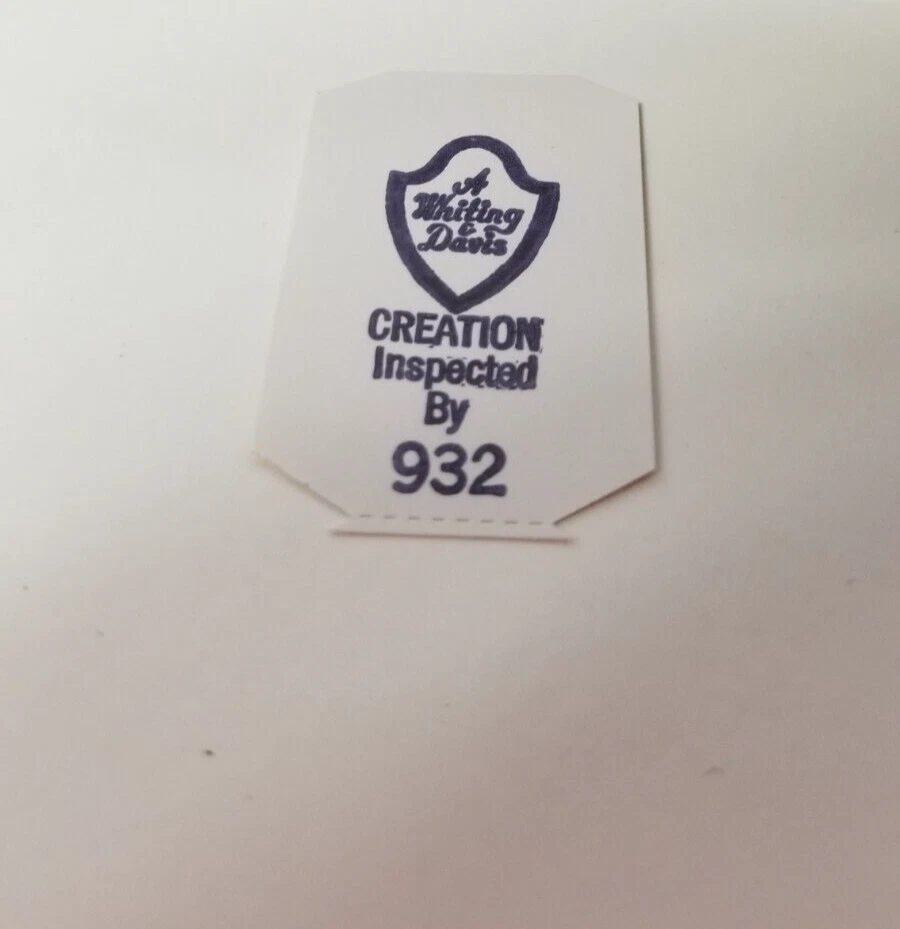 A
Whiting
&
Davis
CREATION
Inspected
By
932